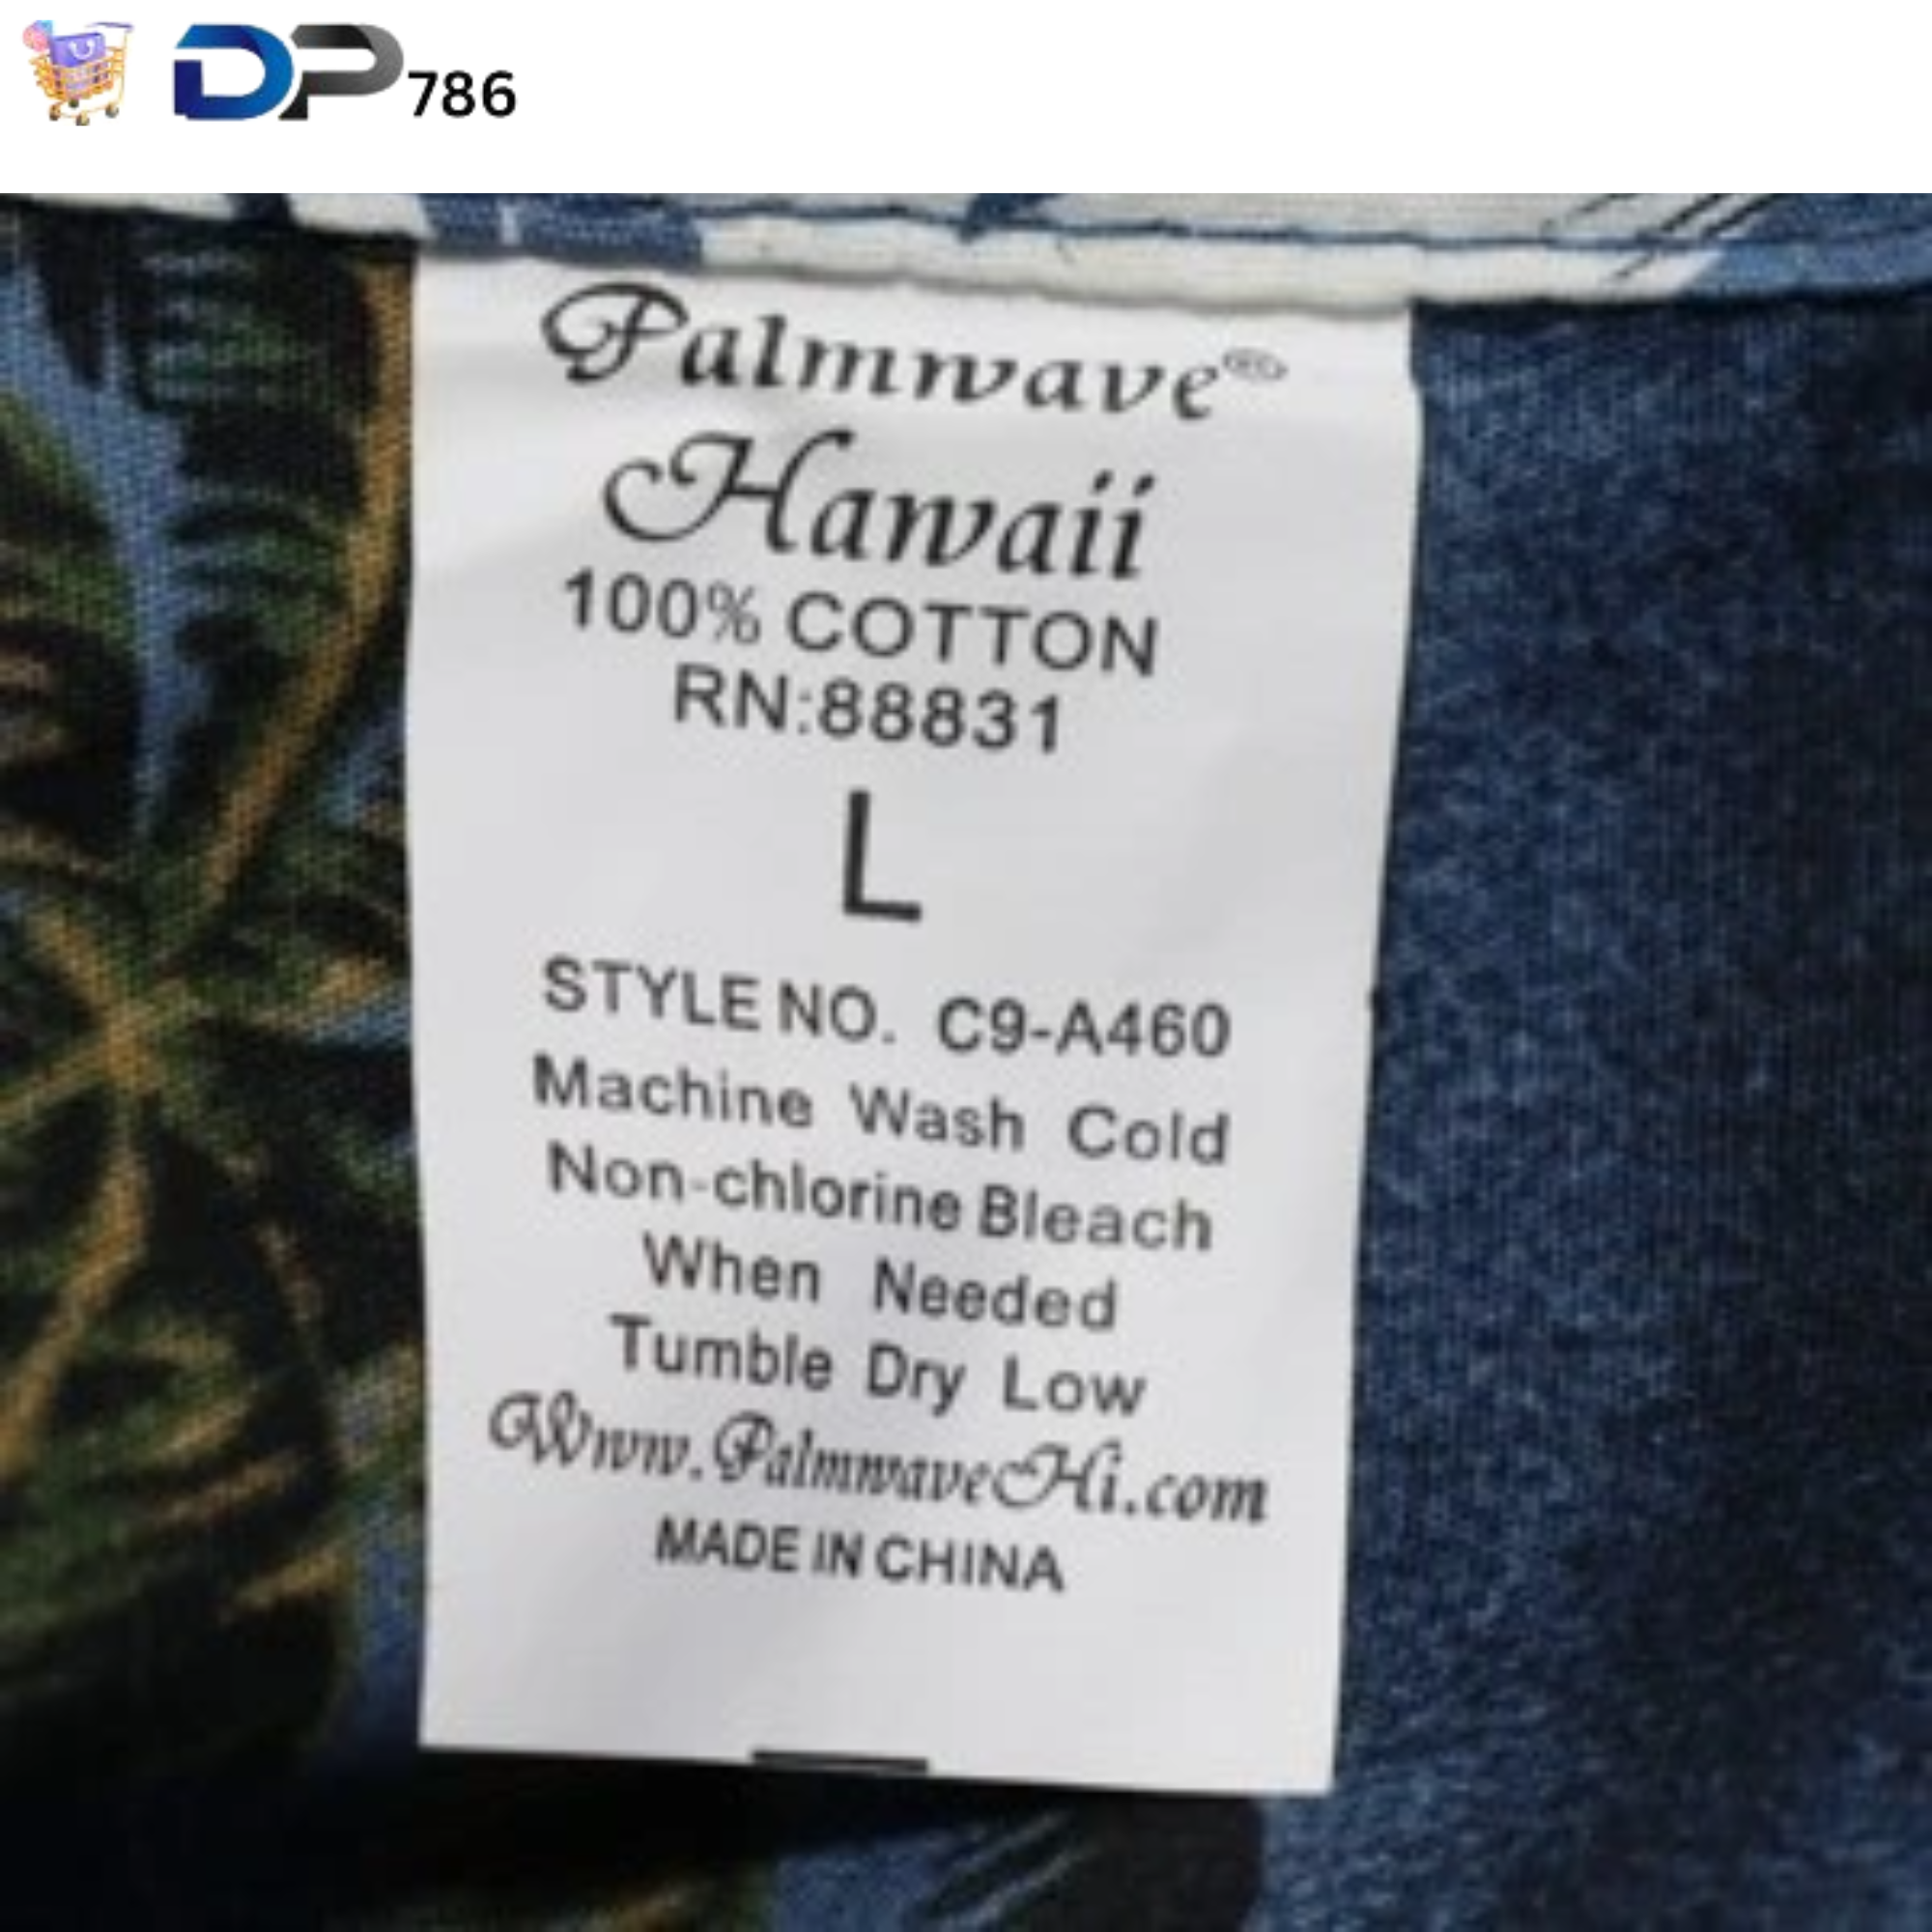 DP786
Palmwave®
Hawaii
100% COTTON
RN:88831
L
STYLE NO. C9-A460
Machine Wash Cold
Non-chlorine Bleach
When Needed
Tumble Dry Low
Www.PalmwaveHi.com
MADE IN CHINA